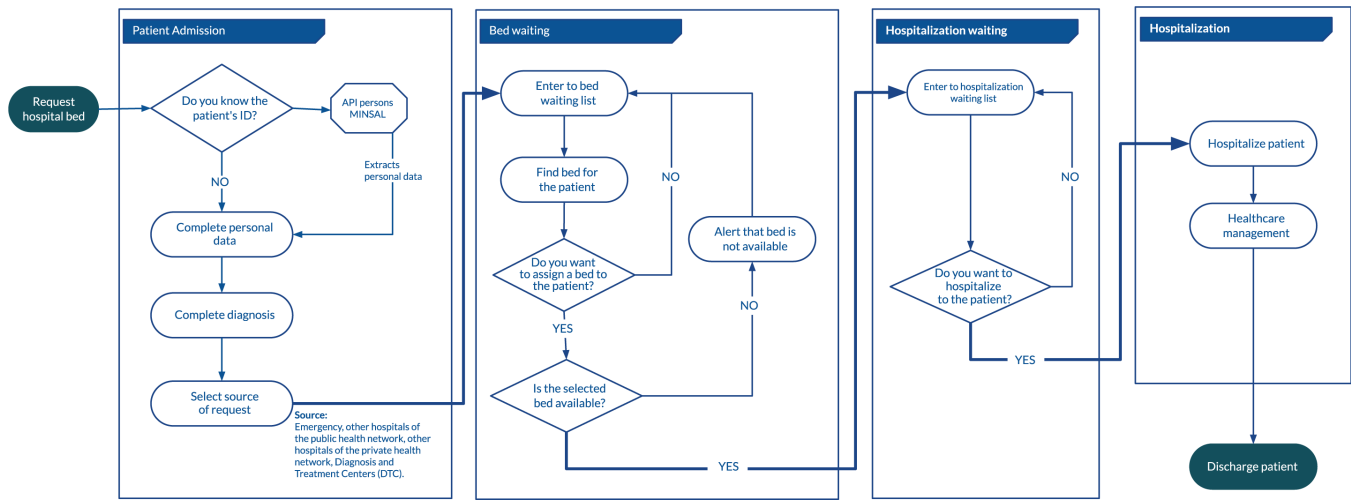 Patient Admission
Request
hospital bed
Do you know the
patient's ID?
API persons
MINSAL
NO
Extracts
personal data
Complete personal
data
Complete diagnosis
Select source
of request
Source:
Emergency, other hospitals of
the public health network, other
hospitals of the private health
network, Diagnosis and
Treatment Centers (DTC).
Bed waiting
Enter to bed
waiting list
Find bed for
the patient
NO
Alert that bed is
not available
Do you want
to assign a bed to
the patient?
NO
YES
Is the selected
bed available?
YES
Hospitalization waiting
Enter to hospitalization
waiting list
NO
Do you want to
hospitalize
to the patient?
YES
Hospitalization
Hospitalize patient
Healthcare
management
Discharge patient